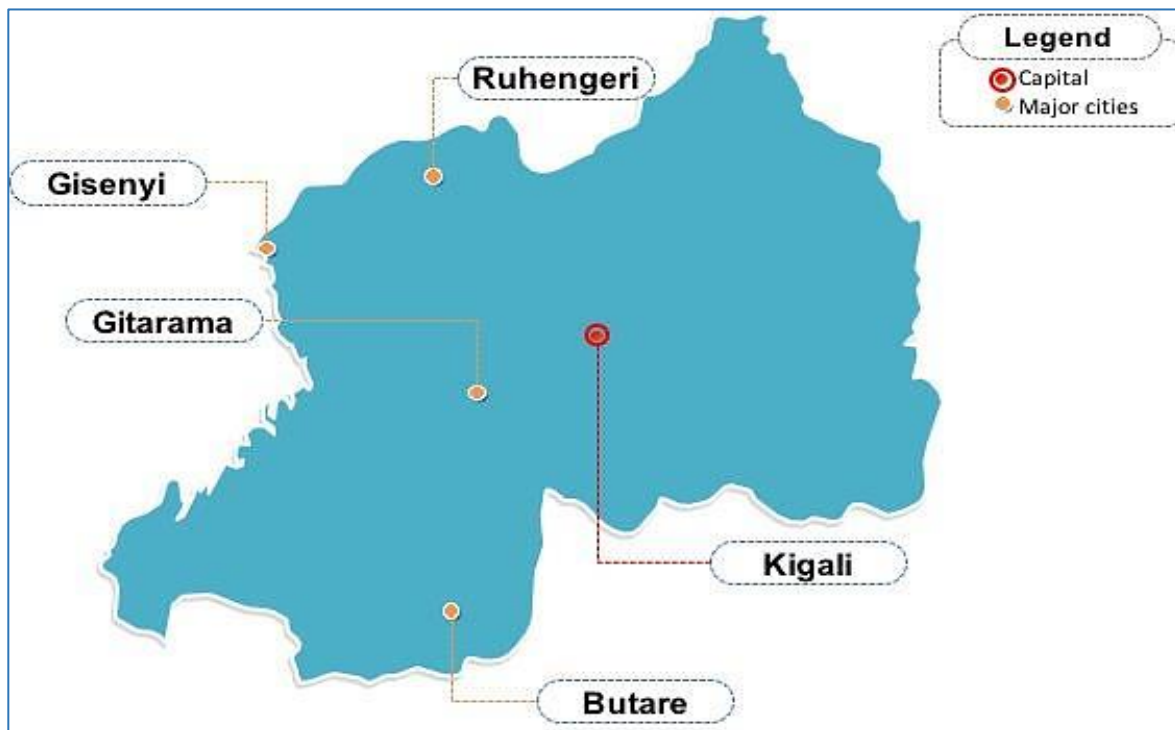 Legend
Capital
Major cities
Ruhengeri
Gisenyi
Gitarama
Kigali
Butare